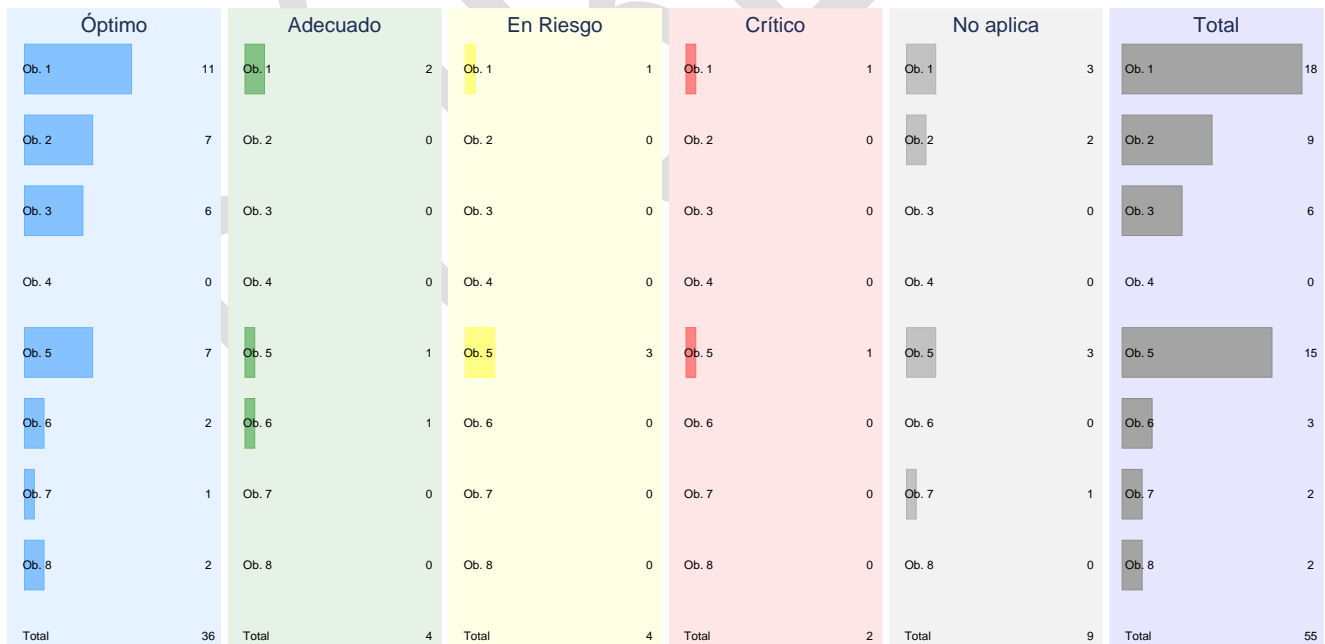 Óptimo Adecuado En Riesgo Crítico No aplica Total
Ob. 1 11 Ob. 1 2 Ob. 1 1 Ob. 1 1 Ob. 1 3 Ob. 1 18
Ob. 2 7 Ob. 2 0 Ob. 2 0 Ob. 2 0 Ob. 2 2 Ob. 2 9
Ob. 3 6 Ob. 3 0 Ob. 3 0 Ob. 3 0 Ob. 3 0 Ob. 3 6
Ob. 4 0 Ob. 4 0 Ob. 4 0 Ob. 4 0 Ob. 4 0 Ob. 4 0
Ob. 5 7 Ob. 5 1 Ob. 5 3 Ob. 5 1 Ob. 5 3 Ob. 5 15
Ob. 6 2 Ob. 6 1 Ob. 6 0 Ob. 6 0 Ob. 6 0 Ob. 6 3
Ob. 7 1 Ob. 7 0 Ob. 7 0 Ob. 7 0 Ob. 7 1 Ob. 7 2
Ob. 8 2 Ob. 8 0 Ob. 8 0 Ob. 8 0 Ob. 8 0 Ob. 8 2
Total 36 Total 4 Total 4 Total 2 Total 9 Total 55